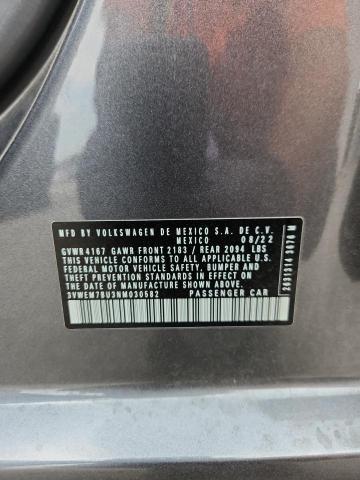 MFD BY VOLKSWAGEN DE MEXICO S.A. DE C.V.
MEXICO 08/22
GVWR4167 GAWR FRONT 2183 / REAR 2094 LBS
THIS VEHICLE CONFORMS TO ALL APPLICABLE U.S.
FEDERAL MOTOR VEHICLE SAFETY, BUMPER AND
THEFT PREVENTION STANDARDS IN EFFECT ON
THE DATE OF MANUFACTURE SHOWN ABOVE.
3VWEM7BU3NM030582 PASSENGER CAR